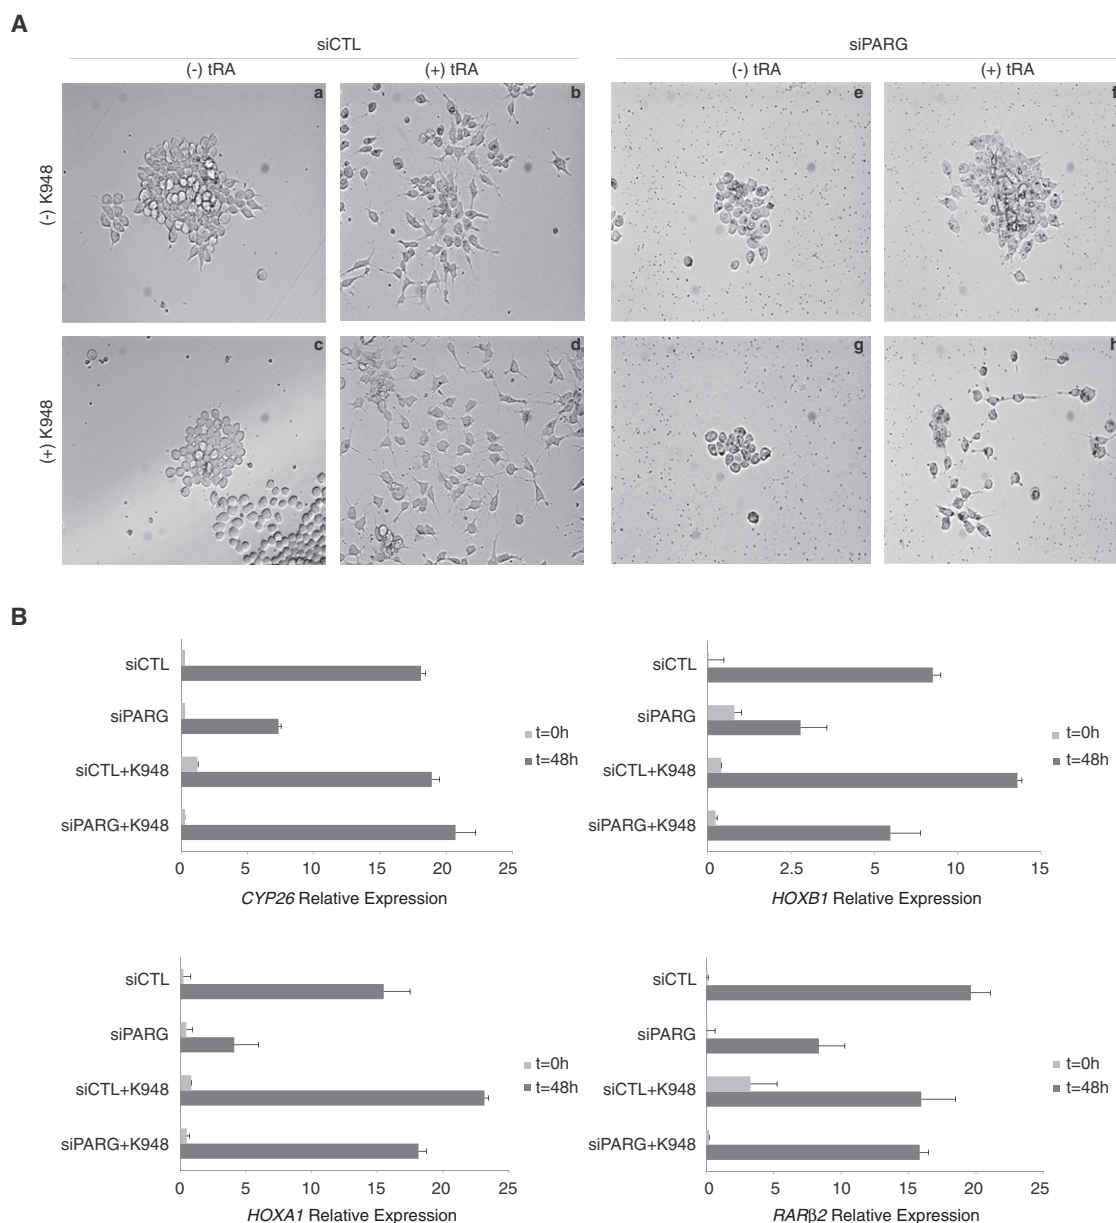 A
siCTL
siPARG
(-) tRA
(+) tRA
(-) tRA
(+) tRA
(-) K948
a
b
e
f
(+) K948
c
d
g
h
B
siCTL
siPARG
siCTL+K948
siPARG+K948
t=0h
t=48h
0 5 10 15 20 25
CYP26 Relative Expression
siCTL
siPARG
siCTL+K948
siPARG+K948
t=0h
t=48h
0 2.5 5 10 15
HOXB1 Relative Expression
siCTL
siPARG
siCTL+K948
siPARG+K948
t=0h
t=48h
0 5 10 15 20 25
HOXA1 Relative Expression
siCTL
siPARG
siCTL+K948
siPARG+K948
t=0h
t=48h
0 5 10 15 20 25
RARβ2 Relative Expression